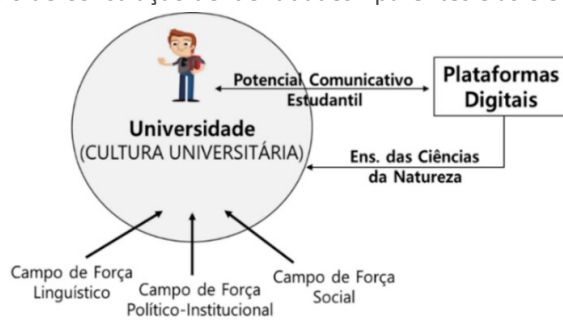 Potencial Comunicativo
Estudantil
Plataformas
Digitais
Universidade
(CULTURA UNIVERSITÁRIA)
Ens. das Ciências
da Natureza
Campo de Força
Linguístico
Campo de Força
Político-Institucional
Campo de Força
Social